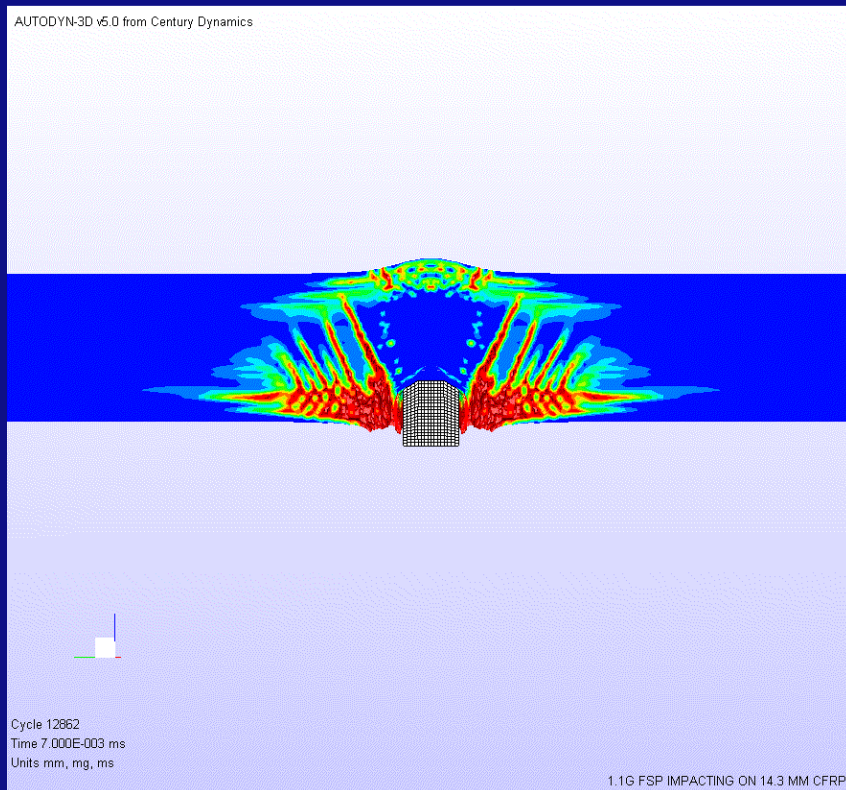 AUTODYN-3D v5.0 from Century Dynamics
Cycle 12862
Time 7.000E-003 ms
Units mm, mg, ms
1.1G FSP IMPACTING ON 14.3 MM CFRP